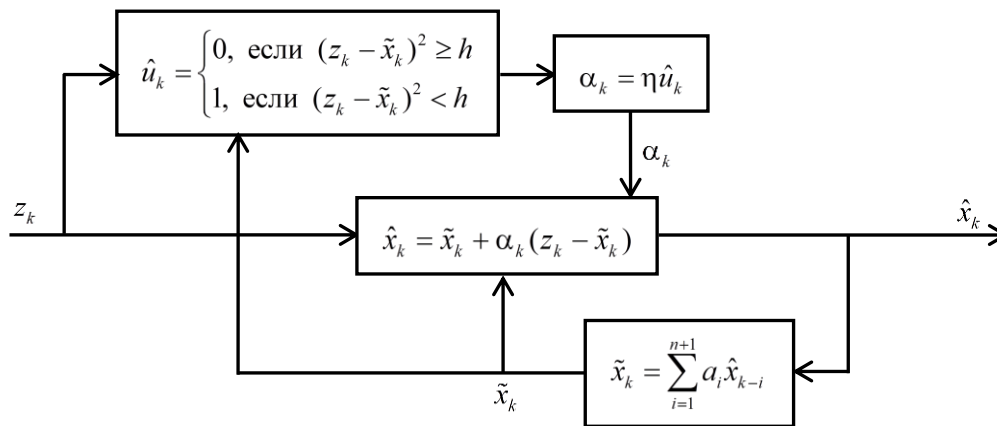 û_k = {0, если (z_k − x̃_k)² ≥ h
1, если (z_k − x̃_k)² < h
α_k = ηû_k
α_k
z_k
x̂_k = x̃_k + α_k(z_k − x̃_k)
x̂_k
x̃_k = ∑_{i=1}^{n+1} a_i x̂_{k−i}
x̃_k